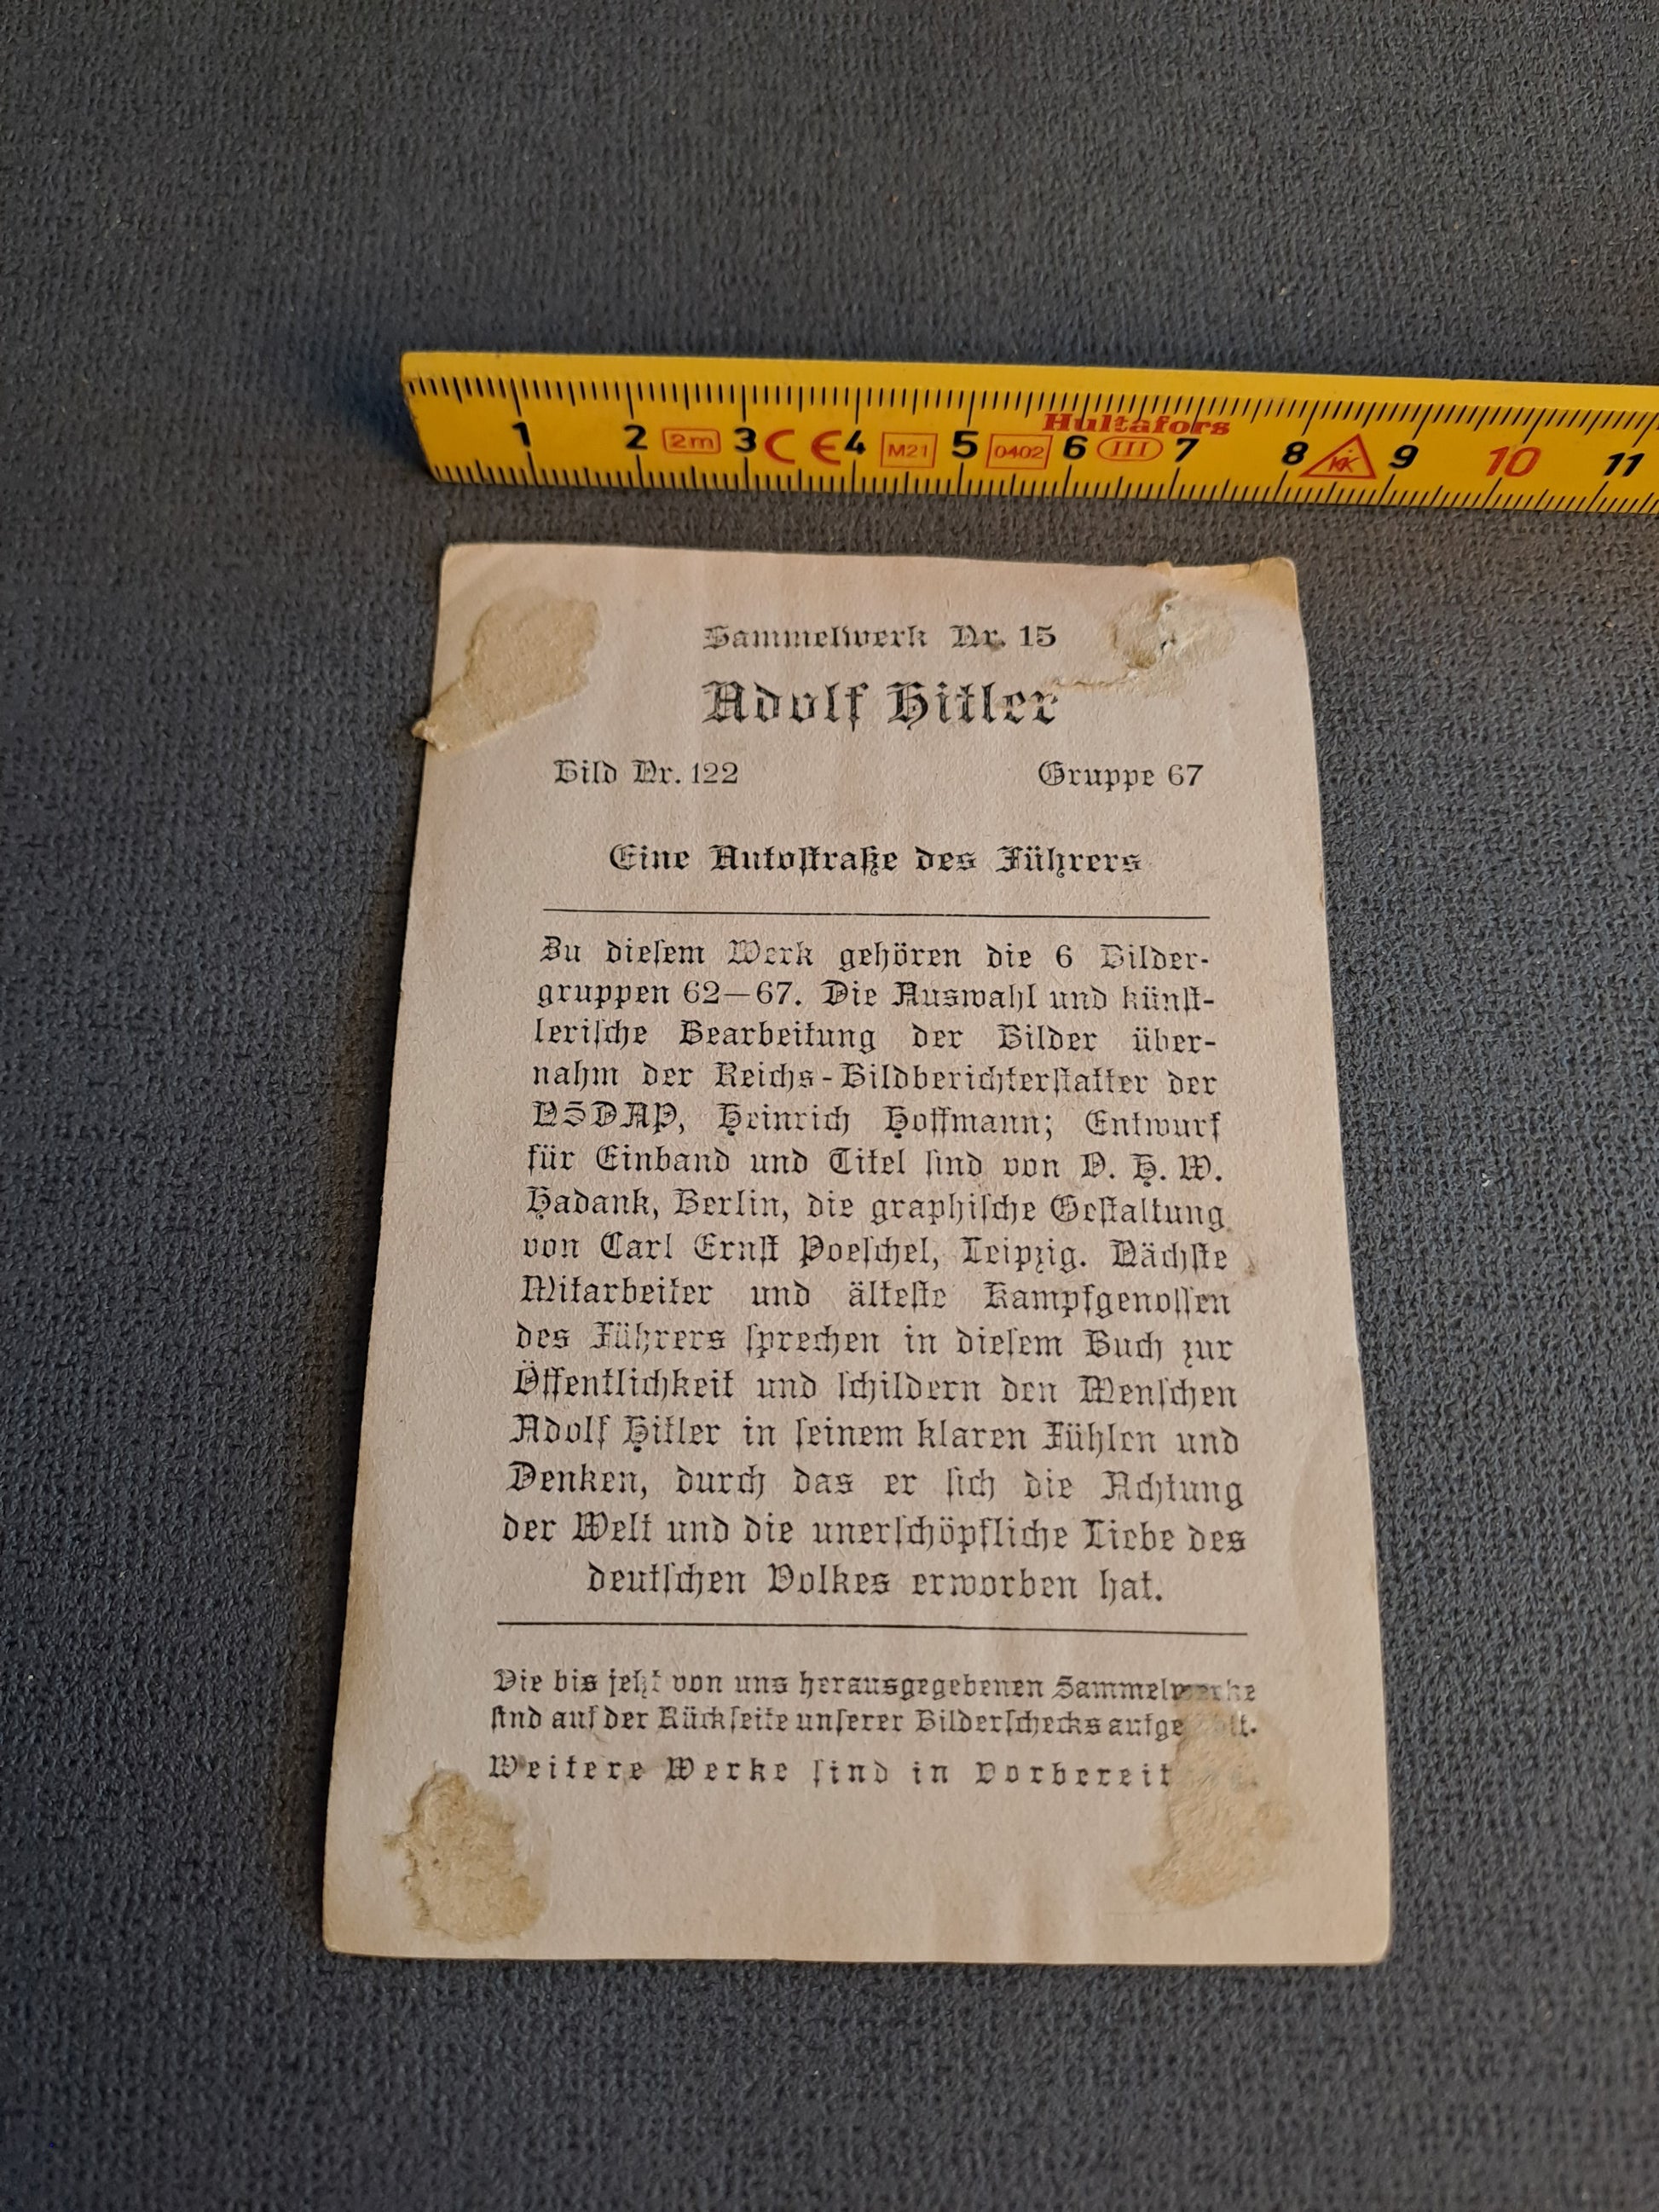 1 2 2m 3 CE 4 M21 5 0402 6 III 7 8 9 10 11
Hultafors
Sammelwerk Nr. 15
Adolf Hitler
Bild Nr. 122 Gruppe 67
Eine Autostraße des Führers
Zu diesem Werk gehören die 6 Bilder-
gruppen 62—67. Die Auswahl und künst-
lerische Bearbeitung der Bilder über-
nahm der Reichs-Bildberichterstatter der
NSDAP, Heinrich Hoffmann; Entwurf
für Einband und Titel sind von O. H. W.
Hadank, Berlin, die graphische Gestaltung
von Carl Ernst Poeschel, Leipzig. Nächste
Mitarbeiter und älteste Kampfgenossen
des Führers sprechen in diesem Buch zur
Öffentlichkeit und schildern den Menschen
Adolf Hitler in seinem klaren Fühlen und
Denken, durch das er sich die Achtung
der Welt und die unerschöpfliche Liebe des
deutschen Volkes erworben hat.
Die bis jetzt von uns herausgegebenen Sammelwerke
sind auf der Rückseite unserer Bilderschecks
Weitere Werke sind in